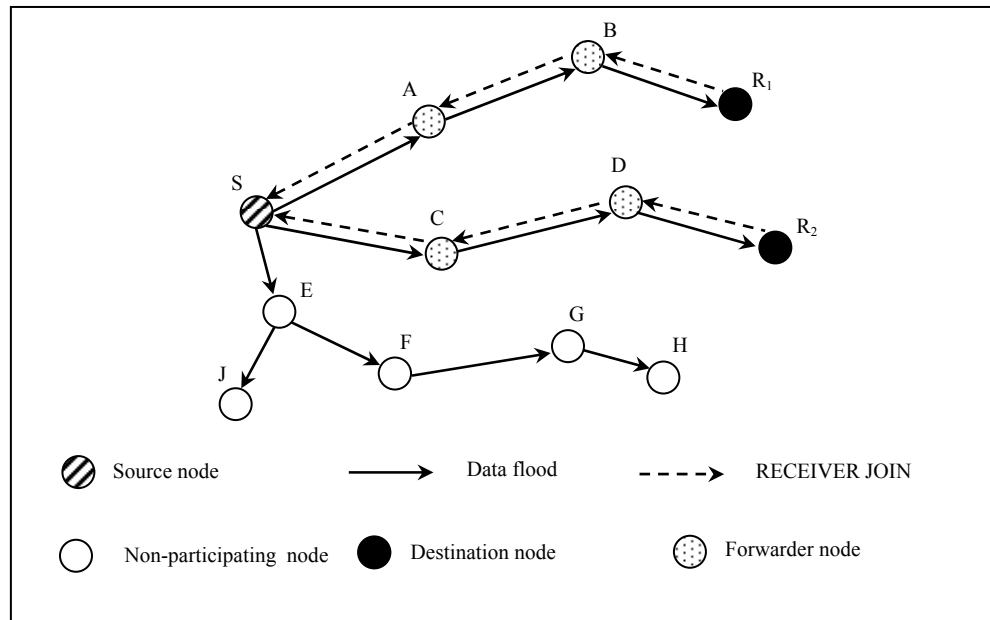 B
R₁
A
D
S
C
R₂
E
G
F
H
J
Source node
Data flood
RECEIVER JOIN
Non-participating node
Destination node
Forwarder node